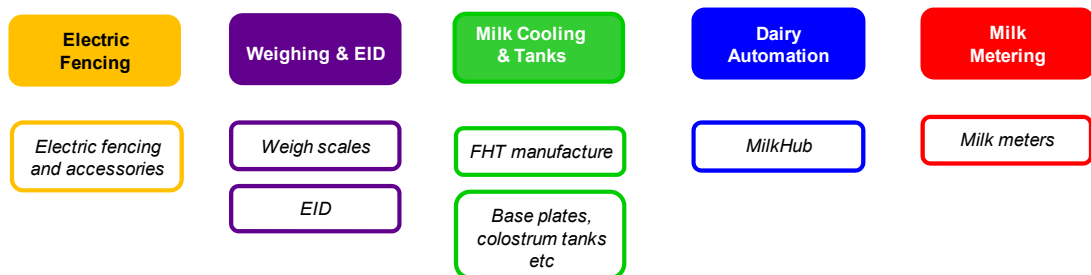 Electric
Fencing
Weighing & EID
Milk Cooling
& Tanks
Dairy
Automation
Milk
Metering
Electric fencing
and accessories
Weigh scales
EID
FHT manufacture
Base plates,
colostrum tanks
etc
MilkHub
Milk meters